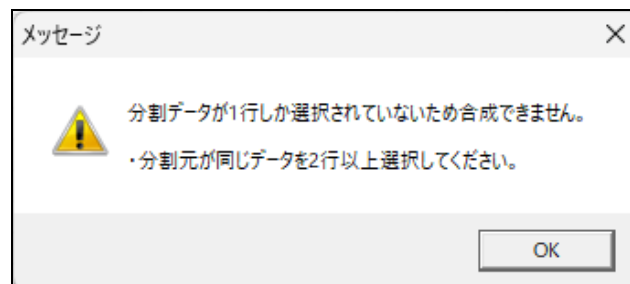 メッセージ
分割データが1行しか選択されていないため合成できません。
・分割元が同じデータを2行以上選択してください。
OK